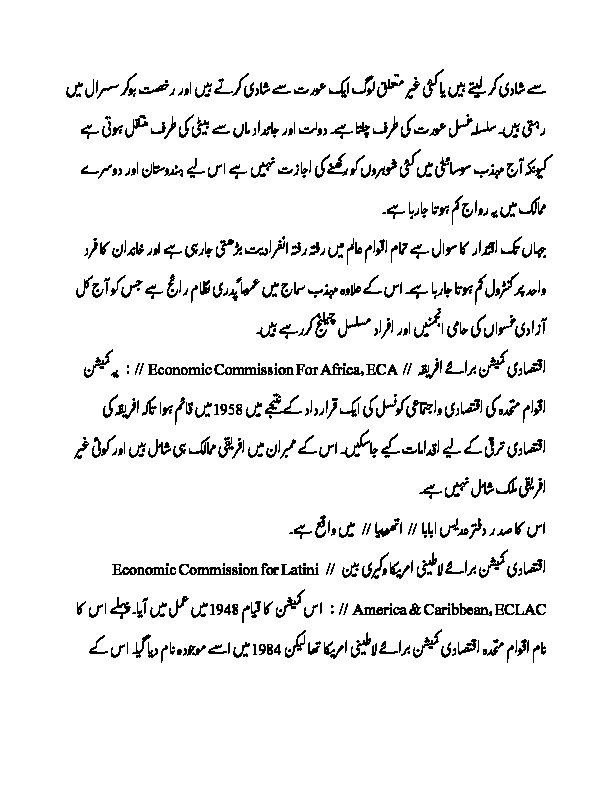 سے شادی کر لیتے ہیں یا کئی غیر متعلق لوگ ایک عورت سے شادی کرتے ہیں اور رخصت ہوکر سسرال میں
رہتی ہیں۔ سلسلہ نسل عورت کی طرف چلتا ہے۔ دولت اور جائداد ماں سے بیٹی کی طرف منتقل ہوتی ہے
کیونکہ آج مہذب سوسائٹی میں کئی شوہروں کو رکھنے کی اجازت نہیں ہے اس لیے ہندوستان اور دوسرے
ممالک میں یہ رواج کم ہوتا جارہا ہے۔
جہاں تک اقتدار کا سوال ہے تمام اقوام عالم میں رفتہ رفتہ انفرادیت بڑھتی جارہی ہے اور خاندان کا فرد
واحد پر کنٹرول کم ہوتا جارہا ہے۔ اس کے علاوہ مہذب سماج میں عموماً پدری نظام رائج ہے جس کو آج کل
آزادی نسواں کی حامی انجمنیں اور افراد مسلسل چیلنج کررہے ہیں۔
اقتصادی کمیشن برائے افریقہ // Economic Commission For Africa, ECA // : یہ کمیشن
اقوام متحدہ کی اقتصادی واجتماعی کونسل کی ایک قرارداد کے نتیجے میں 1958 میں قائم ہوا تاکہ افریقہ کی
اقتصادی ترقی کے لیے اقدامات کیے جاسکیں۔ اس کے ممبران میں افریقی ممالک ہی شامل ہیں اور کوئی غیر
افریقی ملک شامل نہیں ہے۔
اس کا صدر دفتر عدیس ابابا // اتھوپیا // میں واقع ہے۔
اقتصادی کمیشن برائے لاطینی امریکا وکیری بین // Economic Commission for Latini
America & Caribbean, ECLAC // : اس کمیشن کا قیام 1948 میں عمل میں آیا۔ پہلے اس کا
نام اقوام متحدہ اقتصادی کمیشن برائے لاطینی امریکا تھا لیکن 1984 میں اسے موجودہ نام دیا گیا۔ اس کے